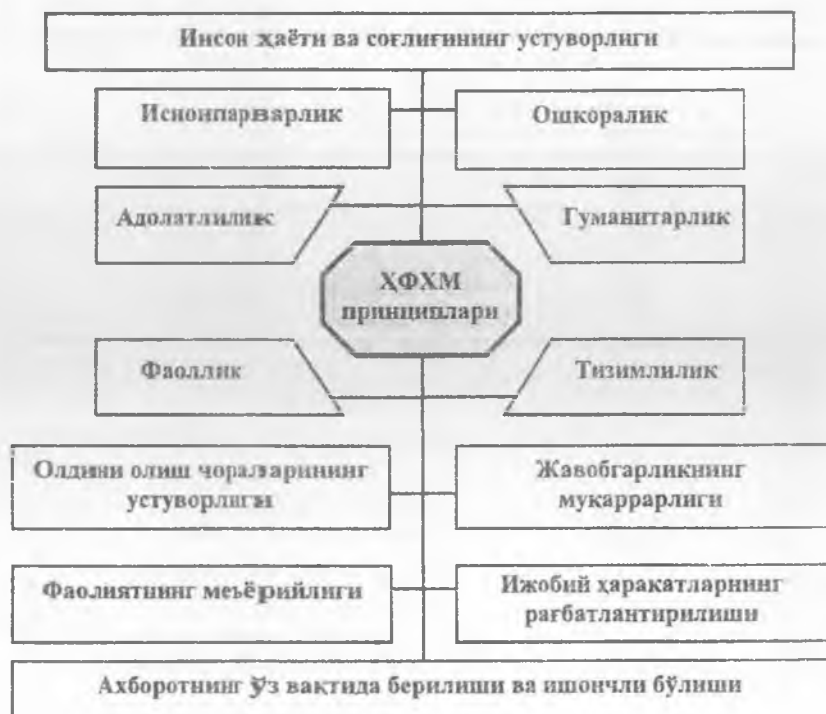 Инсон ҳаёти ва соғлиғининг устуворлиги
Иснонпарварлик
Ошкоралик
Адолатлилик
Гуманитарлик
ҲФХМ
принциплари
Фаоллик
Тизимлилик
Олдини олиш чораларининг
устуворлиги
Жавобгарликнинг
муқаррарлиги
Фаолиятнинг меъёрийлиги
Ижобий ҳаракатларнинг
рағбатлантирилиши
Ахборотнинг ўз вақтида берилиши ва ишончли бўлиши